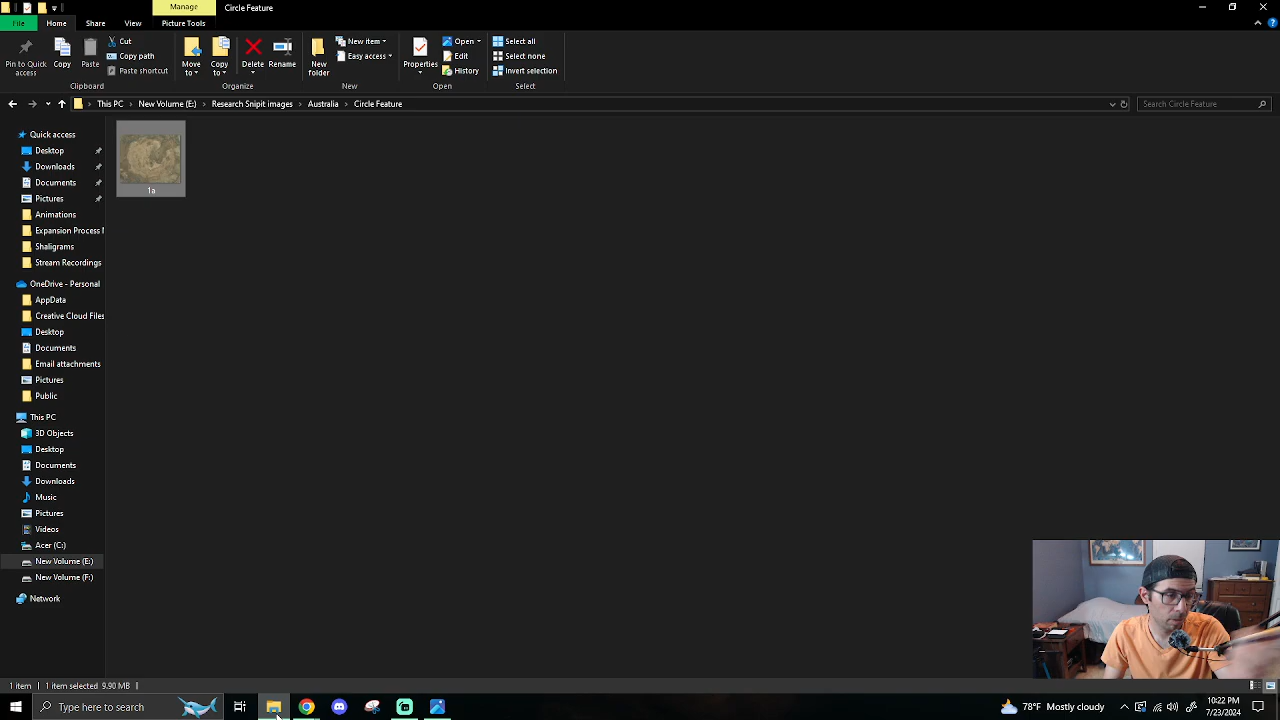 Manage
Circle Feature
File
Home
Share
View
Picture Tools
Pin to Quick access
Copy
Paste
Cut
Copy path
Paste shortcut
Clipboard
Move to
Copy to
Delete
Rename
Organize
New folder
New item
Easy access
New
Properties
Open
Edit
History
Open
Select all
Select none
Invert selection
Select
This PC > New Volume (E:) > Research Snipit images > Australia > Circle Feature
Search Circle Feature
1a
Quick access
Desktop
Downloads
Documents
Pictures
Animations
Expansion Process
Shaligrams
Stream Recordings
OneDrive - Personal
AppData
Creative Cloud Files
Desktop
Documents
Email attachments
Pictures
Public
This PC
3D Objects
Desktop
Documents
Downloads
Music
Pictures
Videos
Acer (C:)
New Volume (E:)
New Volume (F:)
Network
1 item
1 item selected 9.90 MB
Type here to search
78°F Mostly cloudy
10:22 PM
7/23/2024